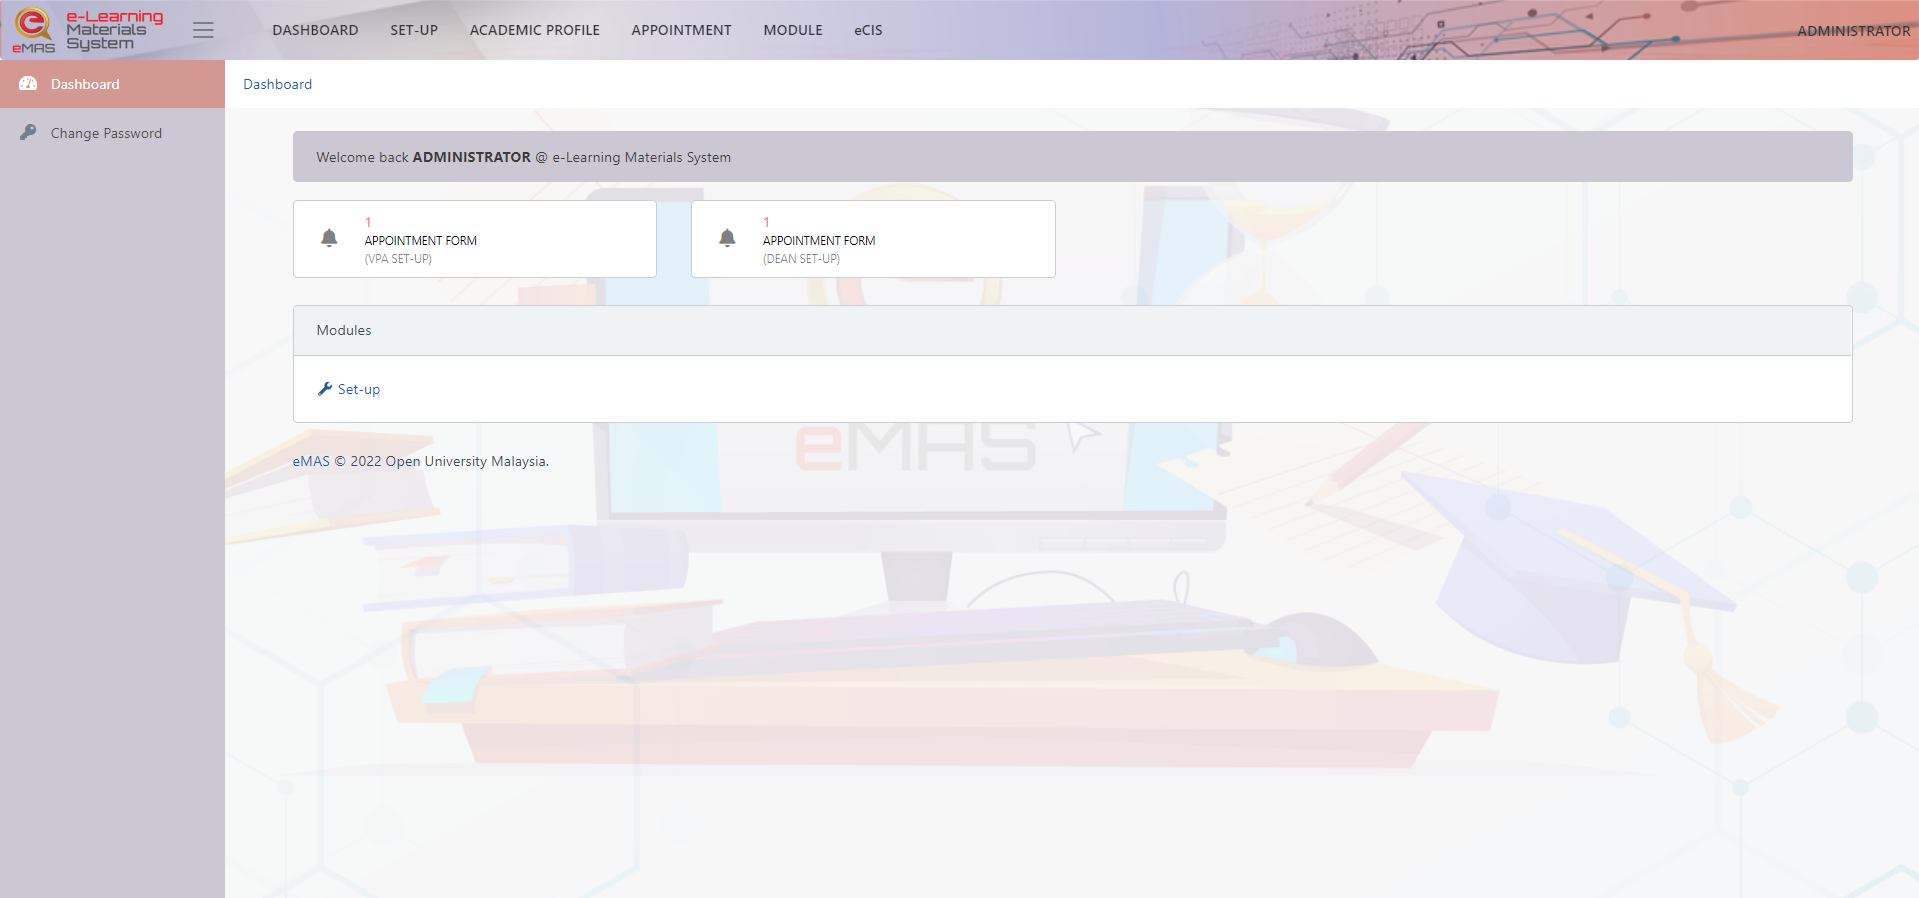 e-Learning
Materials
System
eMAS
DASHBOARD
SET-UP
ACADEMIC PROFILE
APPOINTMENT
MODULE
eCIS
ADMINISTRATOR
Dashboard
Change Password
Dashboard
Welcome back ADMINISTRATOR @ e-Learning Materials System
1
APPOINTMENT FORM
(VPA SET-UP)
1
APPOINTMENT FORM
(DEAN SET-UP)
Modules
Set-up
eMAS
eMAS © 2022 Open University Malaysia.